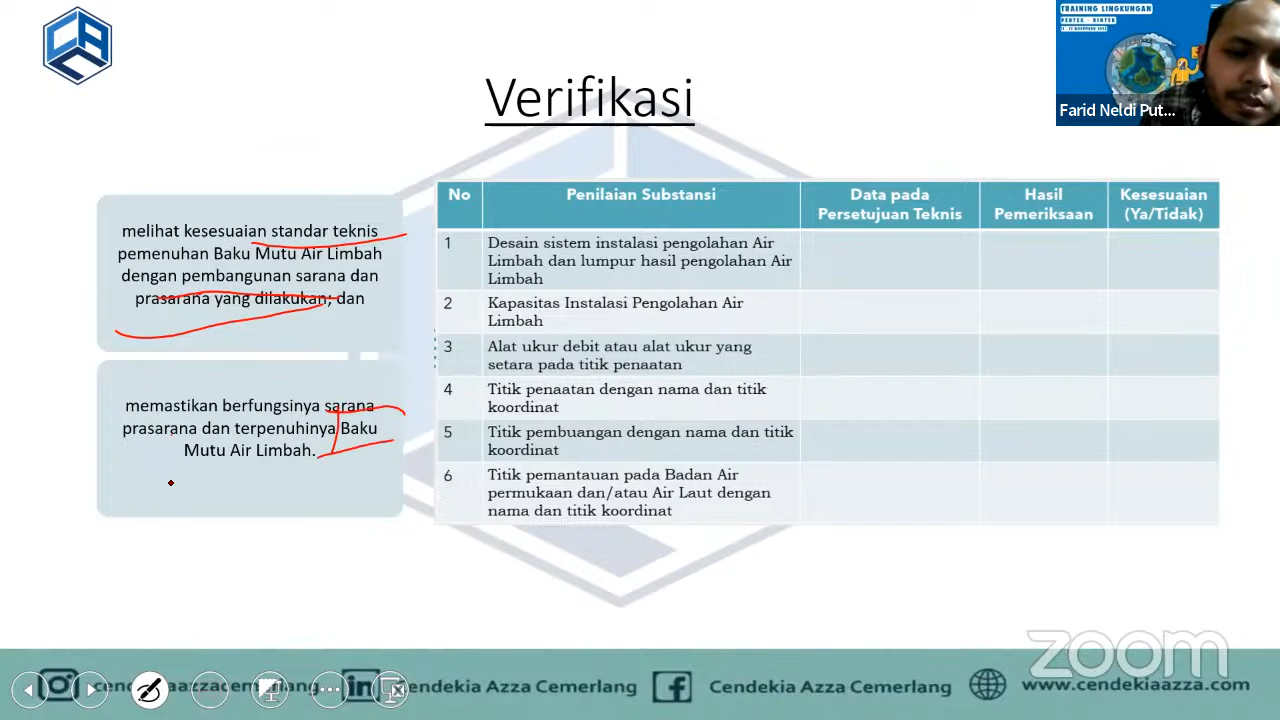 TRAINING LINGKUNGAN
PERTEK - RINTEK
Farid Neldi Put...
Verifikasi
melihat kesesuaian standar teknis
pemenuhan Baku Mutu Air Limbah
dengan pembangunan sarana dan
prasarana yang dilakukan; dan
memastikan berfungsinya sarana
prasarana dan terpenuhinya Baku
Mutu Air Limbah.
No Penilaian Substansi Data pada Persetujuan Teknis Hasil Pemeriksaan Kesesuaian (Ya/Tidak)
1 Desain sistem instalasi pengolahan Air
Limbah dan lumpur hasil pengolahan Air
Limbah
2 Kapasitas Instalasi Pengolahan Air
Limbah
3 Alat ukur debit atau alat ukur yang
setara pada titik penaatan
4 Titik penaatan dengan nama dan titik
koordinat
5 Titik pembuangan dengan nama dan titik
koordinat
6 Titik pemantauan pada Badan Air
permukaan dan/atau Air Laut dengan
nama dan titik koordinat
zoom
cendekiaazzacemerlang in Cendekia Azza Cemerlang Cendekia Azza Cemerlang www.cendekiaazza.com